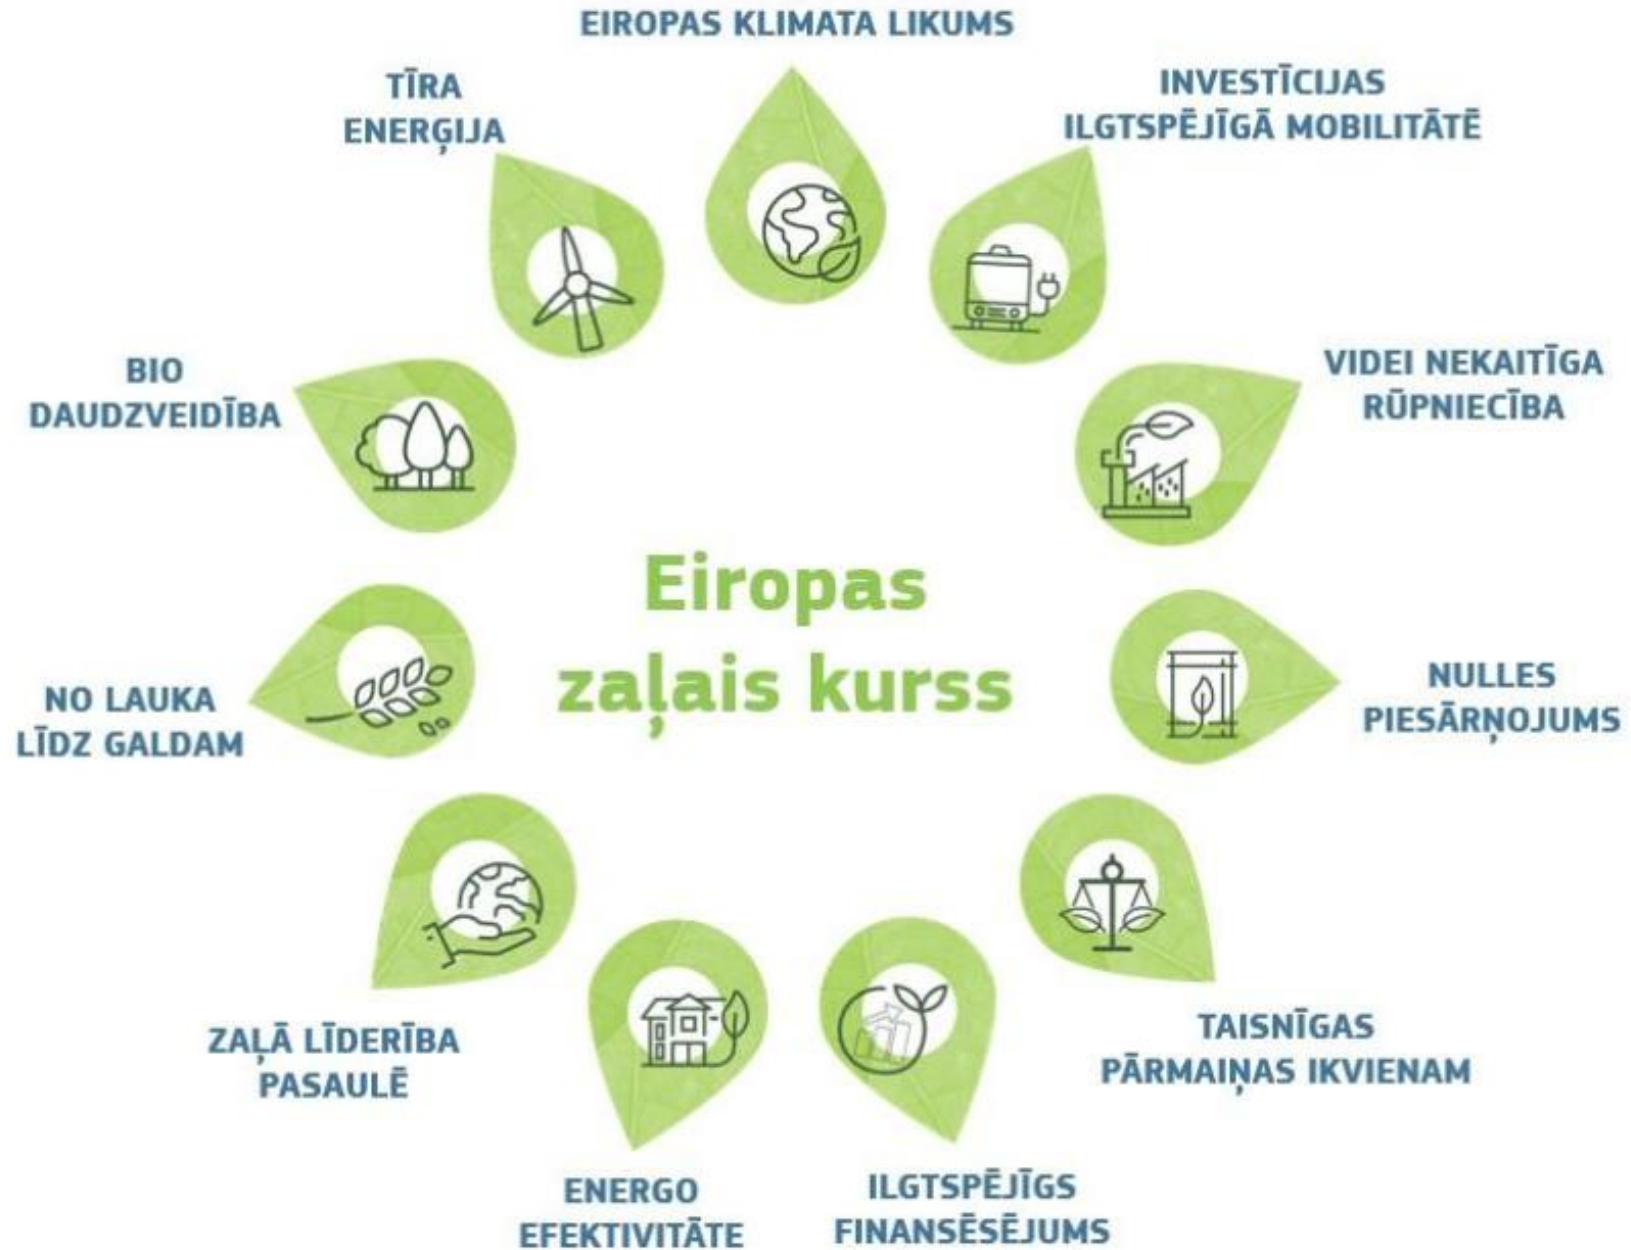 EIROPAS KLIMATA LIKUMS
TĪRA
ENERĢIJA
INVESTĪCIJAS
ILGTSPĒJĪGĀ MOBILITĀTĒ
BIO
DAUDZVEIDĪBA
VIDEI NEKAITĪGA
RŪPNIECĪBA
Eiropas
zaļais kurss
NO LAUKA
LĪDZ GALDAM
NULLES
PIESĀRŅOJUMS
ZAĻĀ LĪDERĪBA
PASAULĒ
TAISNĪGAS
PĀRMAIŅAS IKVIENAM
ENERGO
EFEKTIVITĀTE
ILGTSPĒJĪGS
FINANSĒSĒJUMS